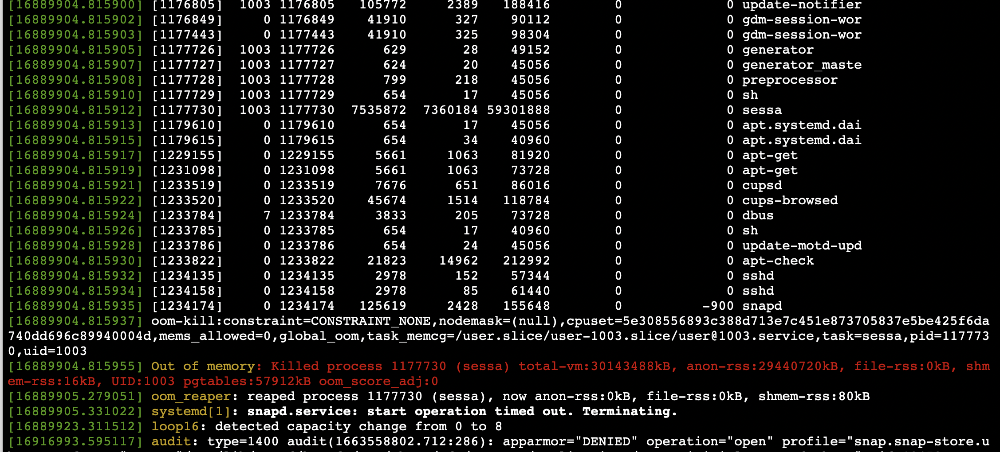 [16889904.815900] [1176805]  1003 1176805   105772     2389   188416        0             0 update-notifier
[16889904.815902] [1176849]     0 1176849    41910      327    90112        0             0 gdm-session-wor
[16889904.815903] [1177443]     0 1177443    41910      325    98304        0             0 gdm-session-wor
[16889904.815905] [1177726]  1003 1177726      629       28    49152        0             0 generator
[16889904.815907] [1177727]  1003 1177727      624       20    45056        0             0 generator_maste
[16889904.815908] [1177728]  1003 1177728      799      218    45056        0             0 preprocessor
[16889904.815910] [1177729]  1003 1177729      654       17    45056        0             0 sh
[16889904.815912] [1177730]  1003 1177730  7535872  7360184 59301888        0             0 sessa
[16889904.815913] [1179610]     0 1179610      654       17    45056        0             0 apt.systemd.dai
[16889904.815915] [1179615]     0 1179615      654       34    40960        0             0 apt.systemd.dai
[16889904.815917] [1229155]     0 1229155     5661     1063    81920        0             0 apt-get
[16889904.815919] [1231098]     0 1231098     5661     1063    73728        0             0 apt-get
[16889904.815921] [1233519]     0 1233519     7676      651    86016        0             0 cupsd
[16889904.815922] [1233520]     0 1233520    45674     1514   118784        0             0 cups-browsed
[16889904.815924] [1233784]     7 1233784     3833      205    73728        0             0 dbus
[16889904.815926] [1233785]     0 1233785      654       17    40960        0             0 sh
[16889904.815928] [1233786]     0 1233786      654       24    45056        0             0 update-motd-upd
[16889904.815930] [1233822]     0 1233822    21823    14962   212992        0             0 apt-check
[16889904.815932] [1234135]     0 1234135     2978      152    57344        0             0 sshd
[16889904.815934] [1234158]     0 1234158     2978       85    61440        0             0 sshd
[16889904.815935] [1234174]     0 1234174   125619     2428   155648        0          -900 snapd
[16889904.815937] oom-kill:constraint=CONSTRAINT_NONE,nodemask=(null),cpuset=5e308556893c388d713e7c451e873705837e5be425f6da
740dd696c89940004d,mems_allowed=0,global_oom,task_memcg=/user.slice/user-1003.slice/user@1003.service,task=sessa,pid=117773
0,uid=1003
[16889904.815955] Out of memory: Killed process 1177730 (sessa) total-vm:30143488kB, anon-rss:29440720kB, file-rss:0kB, shm
em-rss:16kB, UID:1003 pgtables:57912kB oom_score_adj:0
[16889905.279051] oom_reaper: reaped process 1177730 (sessa), now anon-rss:0kB, file-rss:0kB, shmem-rss:80kB
[16889905.331022] systemd[1]: snapd.service: start operation timed out. Terminating.
[16889923.311512] loop16: detected capacity change from 0 to 8
[16916993.595117] audit: type=1400 audit(1663558802.712:286): apparmor="DENIED" operation="open" profile="snap.snap-store.u